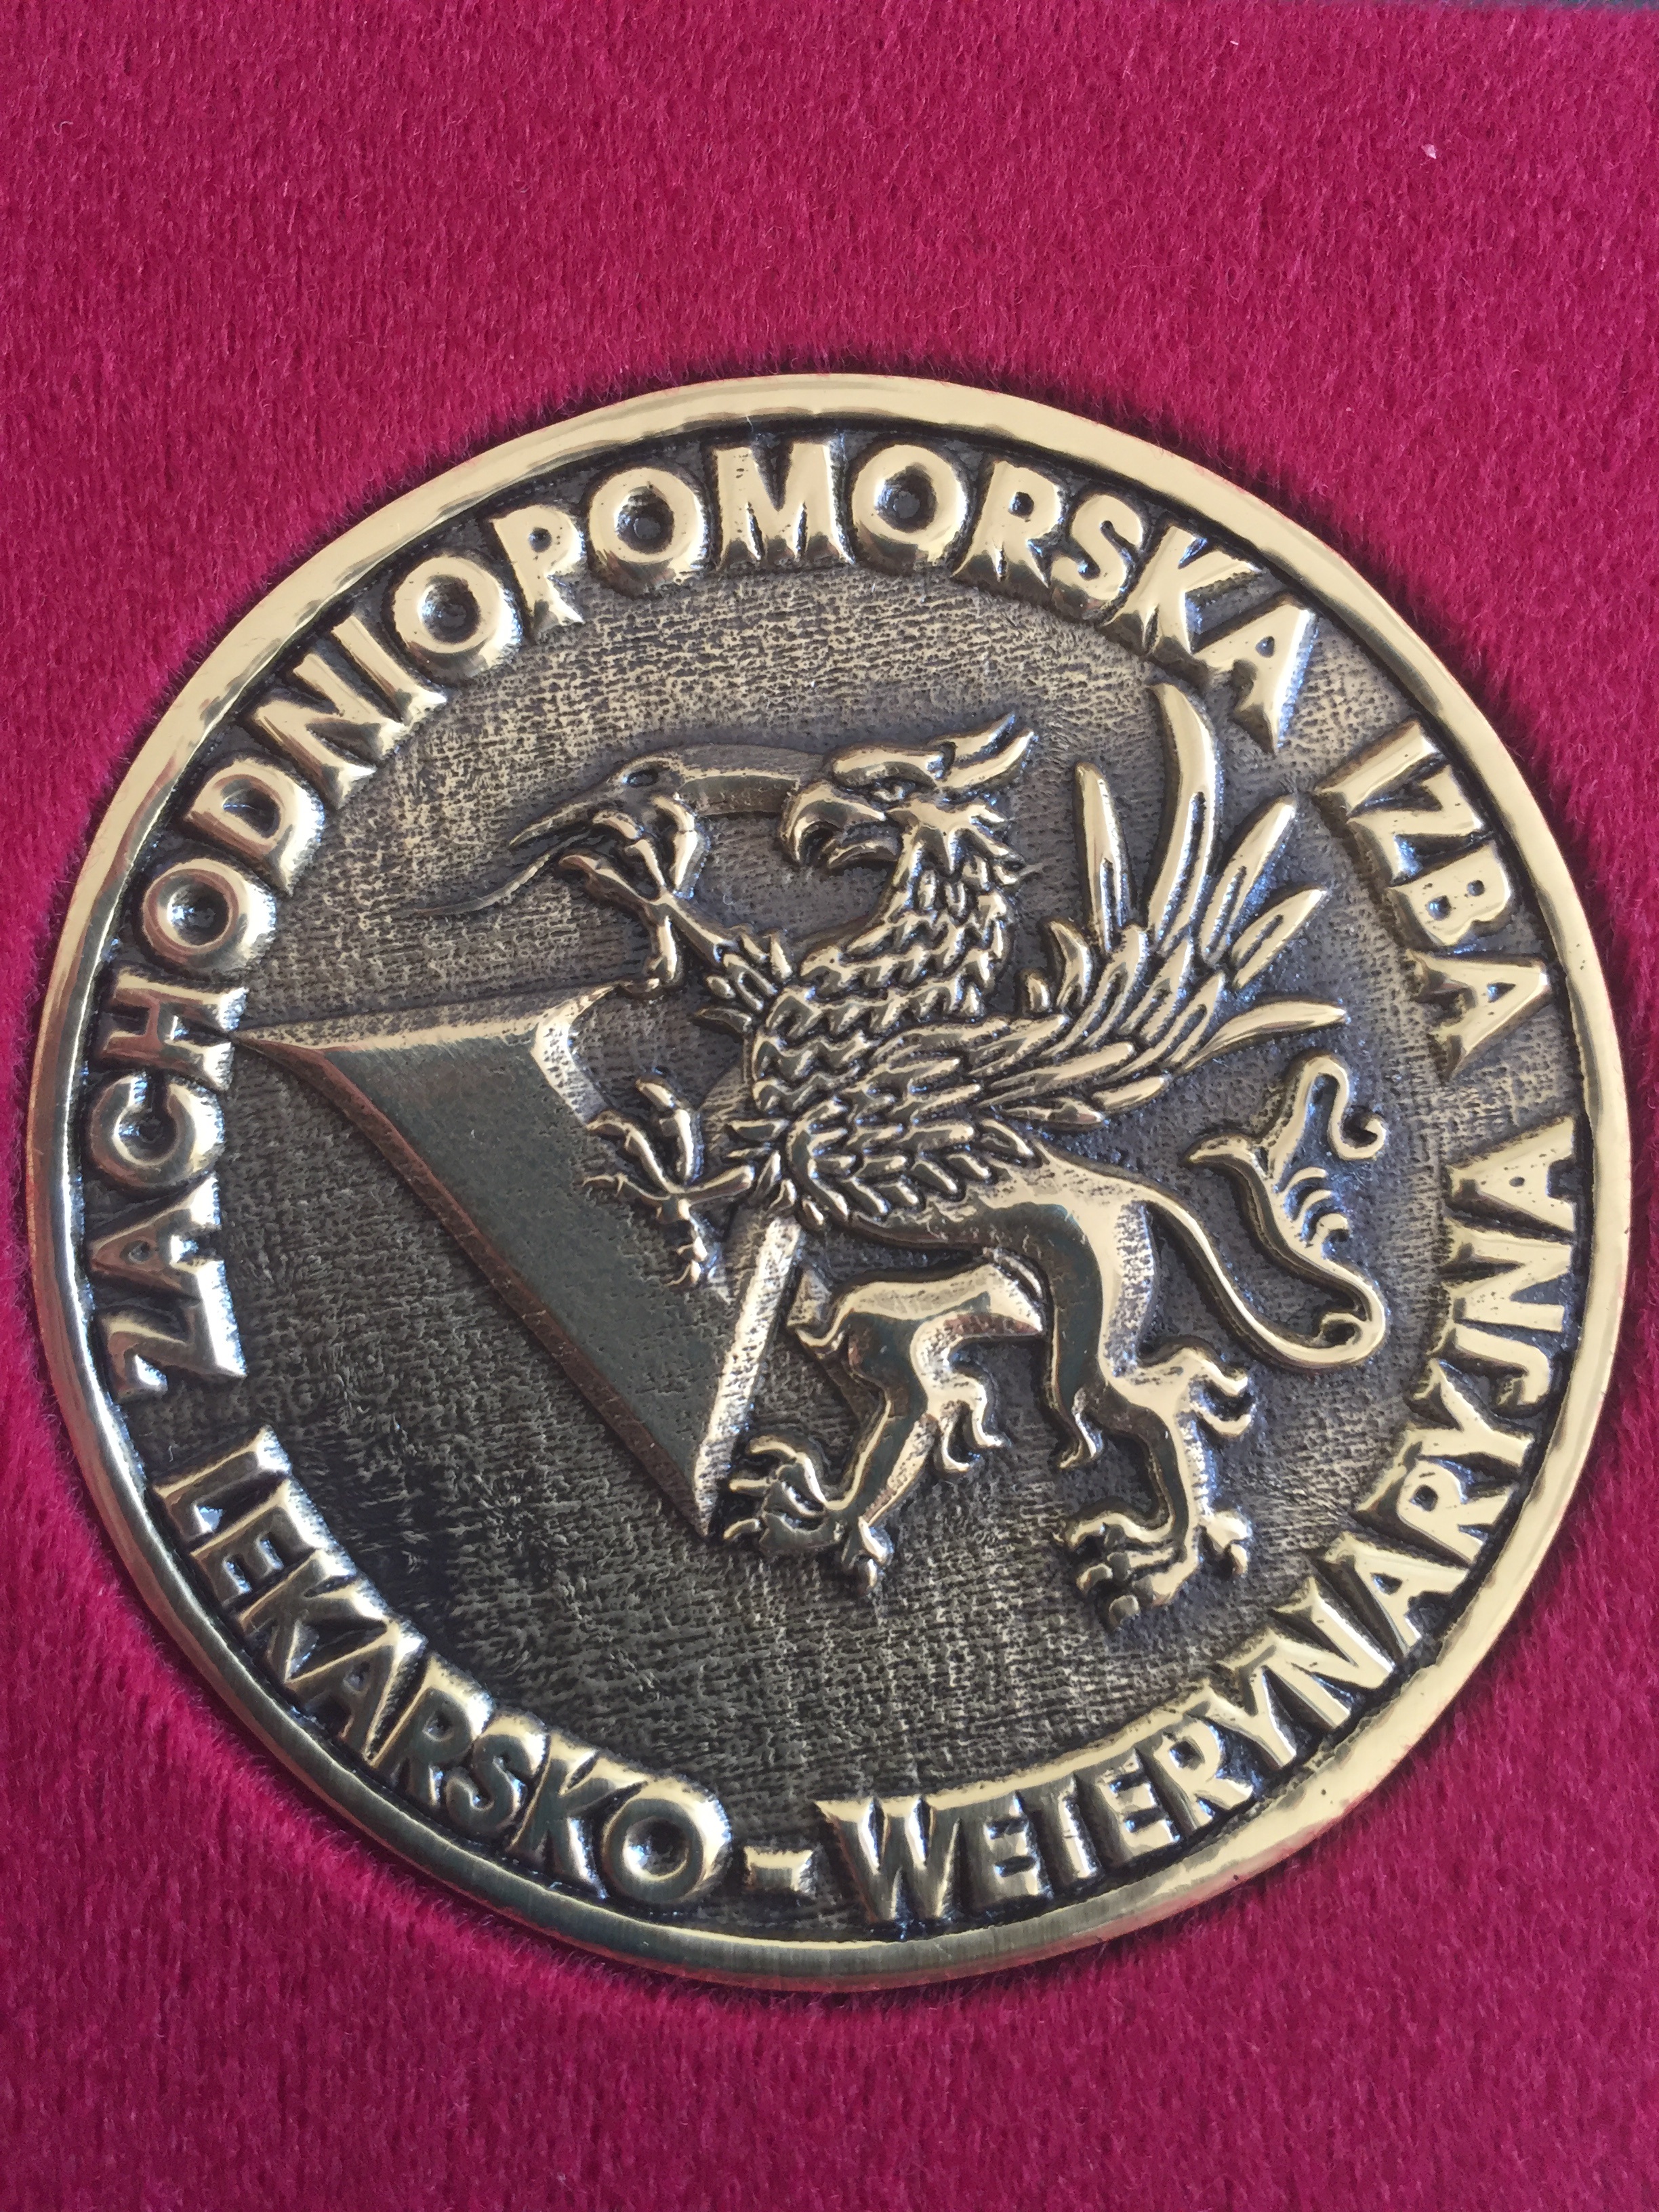 ZACHODNIOPOMORSKA IZBA
LEKARSKO-WETERYNARYJNA